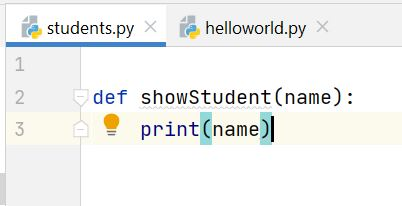 students.py helloworld.py
1
2 def showStudent(name):
3 print(name)